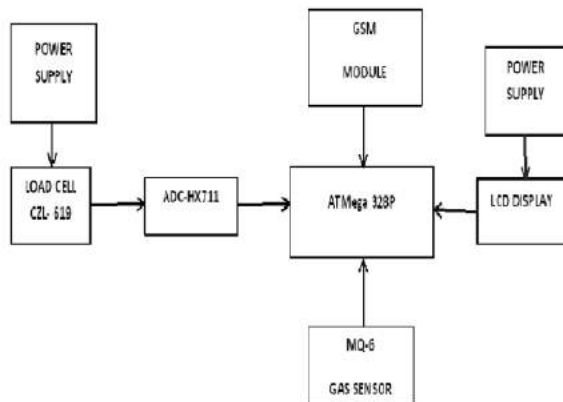 POWER
SUPPLY
GSM
MODULE
POWER
SUPPLY
LOAD CELL
CZL- 619
ADC-HX711
ATMega 328P
LCD DISPLAY
MQ-6
GAS SENSOR